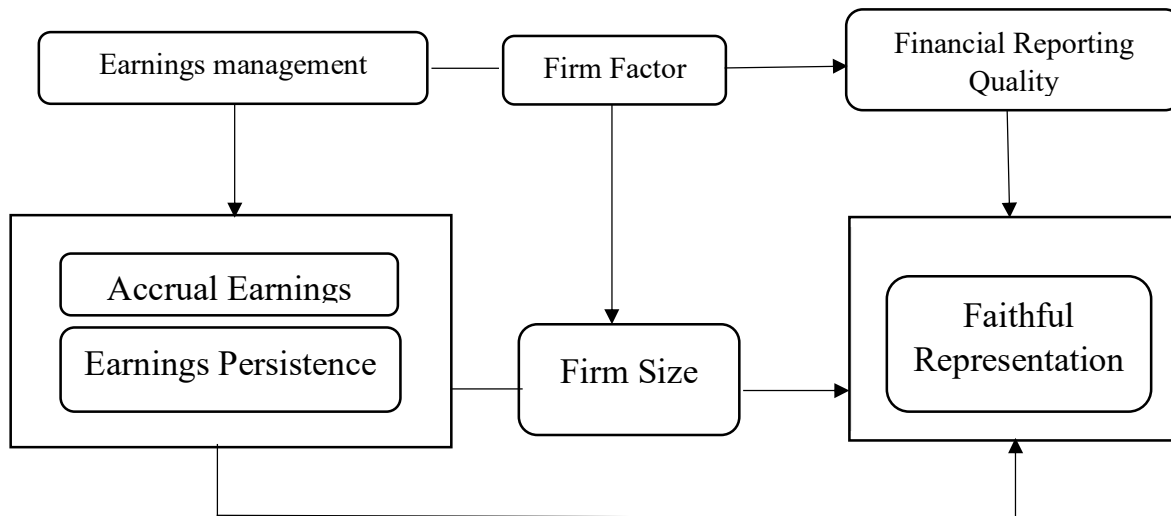 Earnings management
Firm Factor
Financial Reporting
Quality
Accrual Earnings
Earnings Persistence
Firm Size
Faithful
Representation